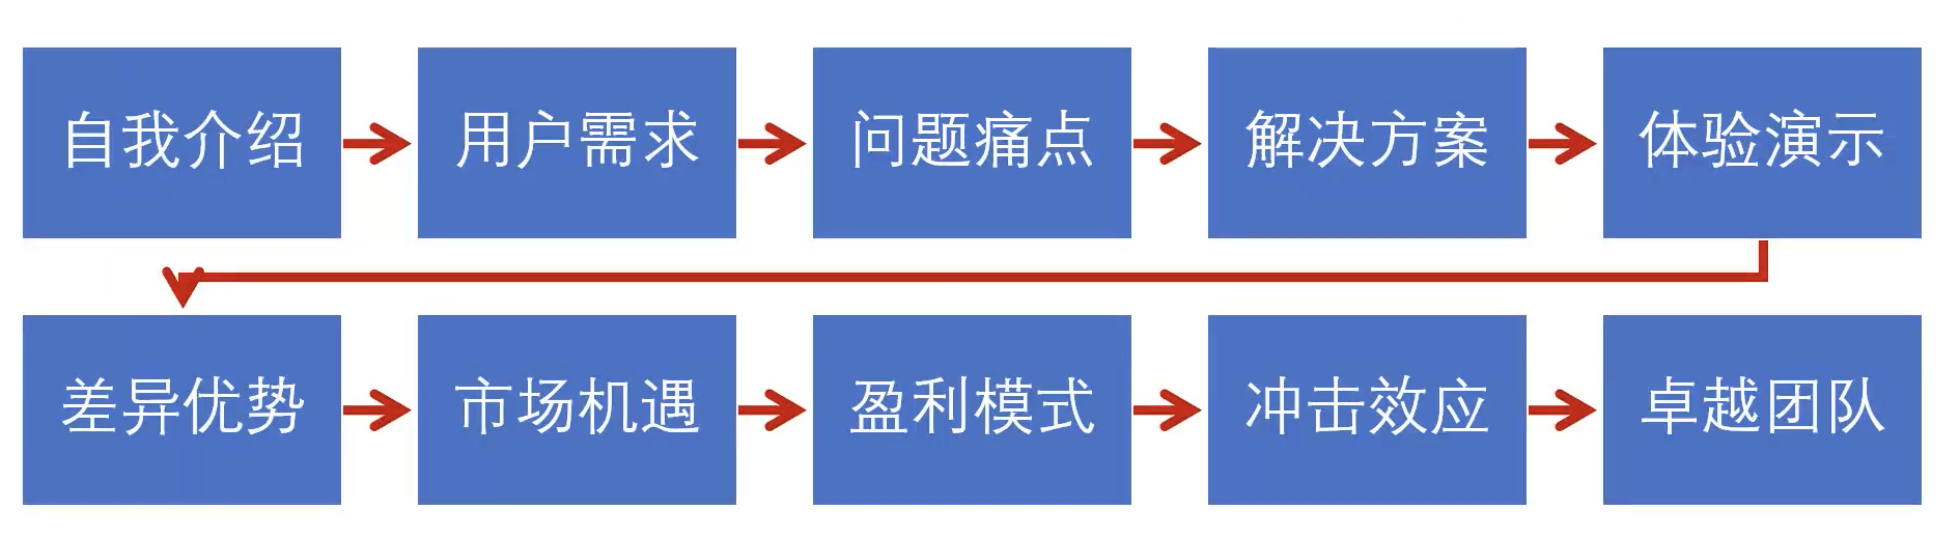 自我介绍
用户需求
问题痛点
解决方案
体验演示
差异优势
市场机遇
盈利模式
冲击效应
卓越团队